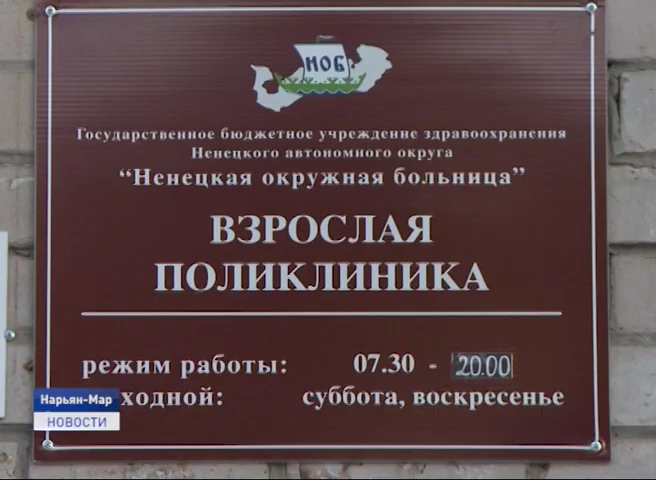 НОБ
Государственное бюджетное учреждение здравоохранения
Ненецкого автономного округа
“Ненецкая окружная больница”
ВЗРОСЛАЯ
ПОЛИКЛИНИКА
режим работы: 07.30 - 20.00
ходной: суббота, воскресенье
Нарьян-Мар
НОВОСТИ